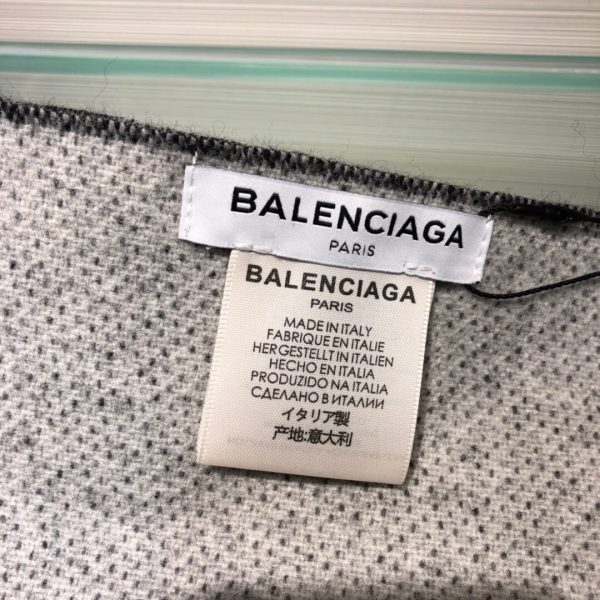 BALENCIAGA
PARIS
BALENCIAGA
PARIS
MADE IN ITALY
FABRIQUE EN ITALIE
HERGESTELLT IN ITALIEN
HECHO EN ITALIA
PRODUZIDO NA ITALIA
СДЕЛАНО В ИТАЛИИ
イタリア製
产地:意大利